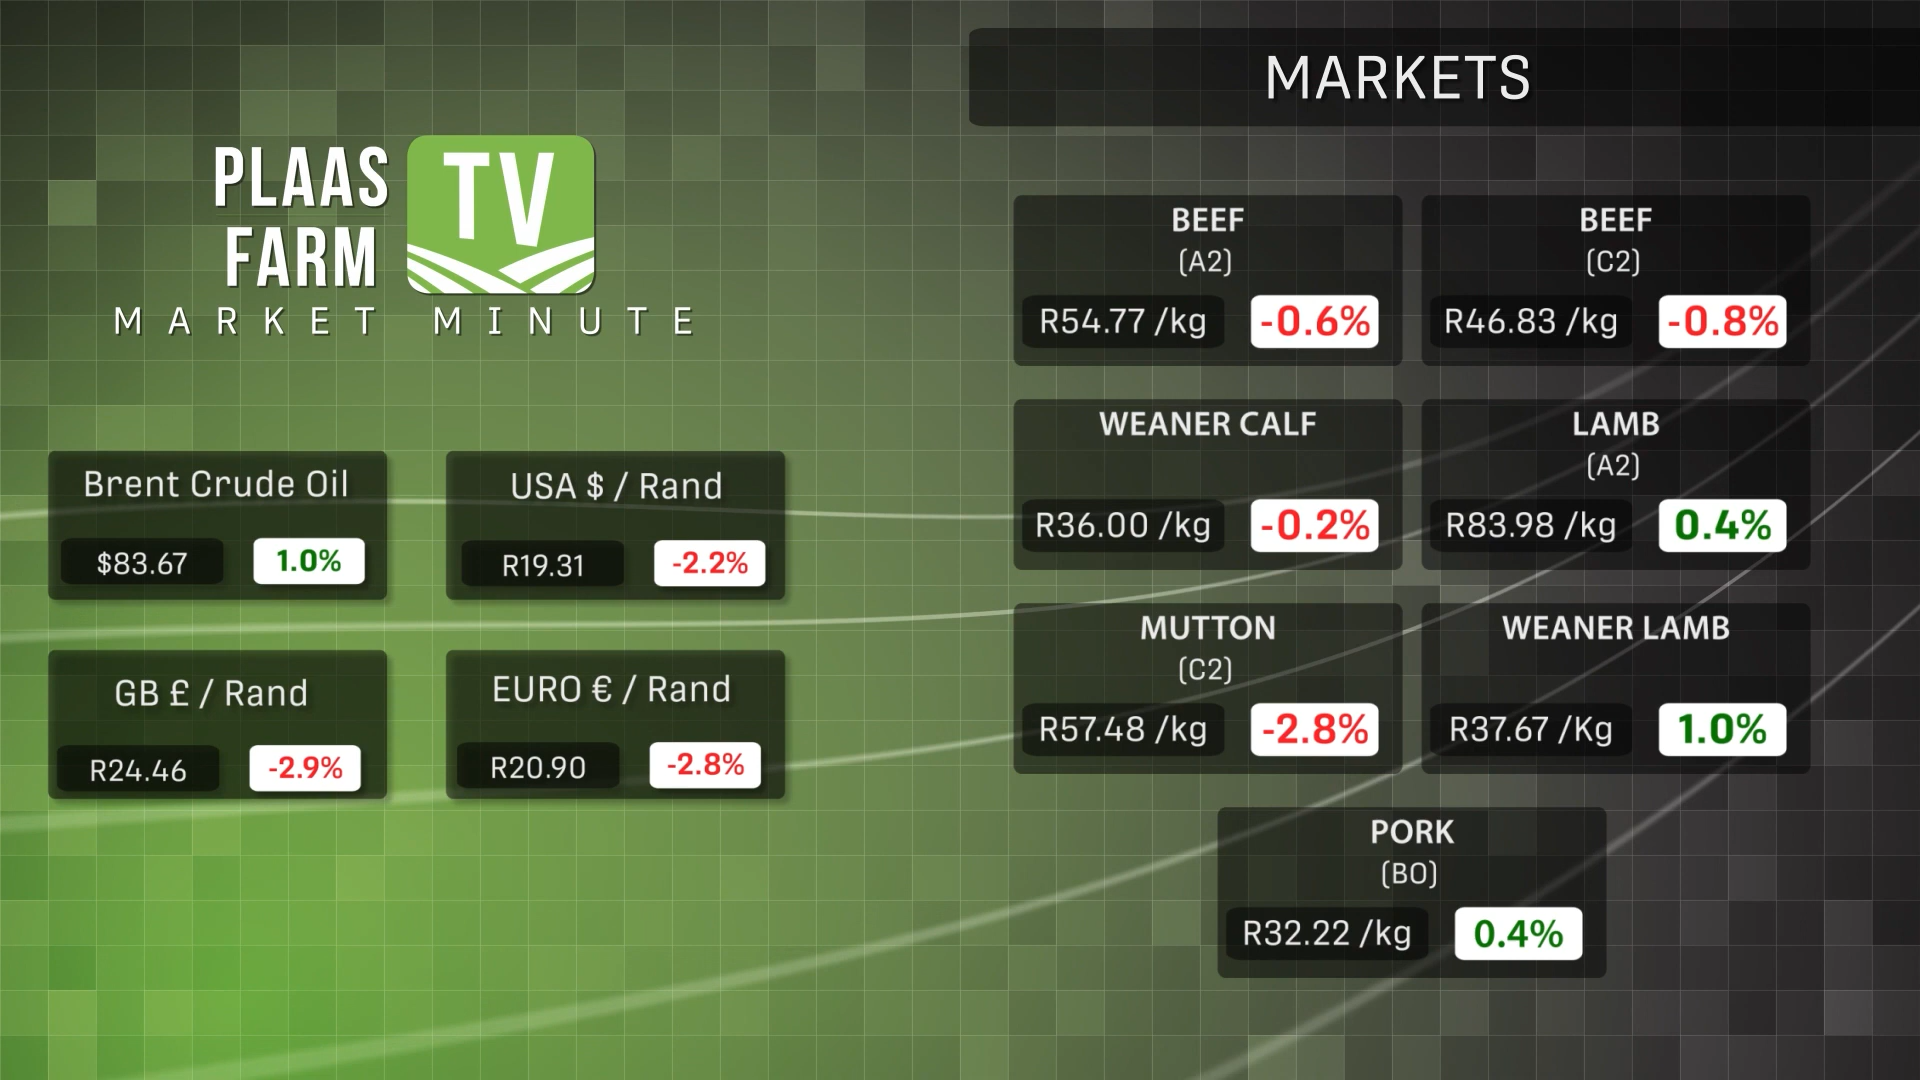 MARKETS
PLAAS
FARM
TV
MARKET MINUTE
Brent Crude Oil
$83.67 1.0%
USA $ / Rand
R19.31 -2.2%
GB £ / Rand
R24.46 -2.9%
EURO € / Rand
R20.90 -2.8%
BEEF
(A2)
R54.77 /kg -0.6%
BEEF
(C2)
R46.83 /kg -0.8%
WEANER CALF
R36.00 /kg -0.2%
LAMB
(A2)
R83.98 /kg 0.4%
MUTTON
(C2)
R57.48 /kg -2.8%
WEANER LAMB
R37.67 /Kg 1.0%
PORK
(BO)
R32.22 /kg 0.4%